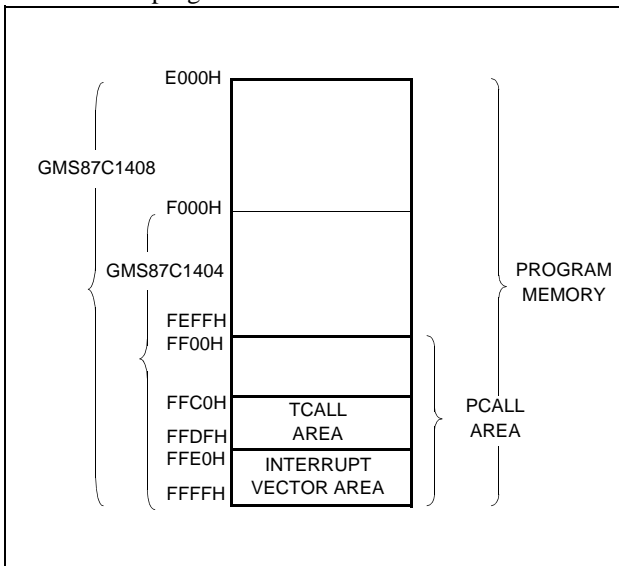 prog
E000H
GMS87C1408
F000H
GMS87C1404
PROGRAM
MEMORY
FEFFH
FF00H
FFC0H
TCALL
AREA
PCALL
AREA
FFDFH
FFE0H
INTERRUPT
VECTOR AREA
FFFFH